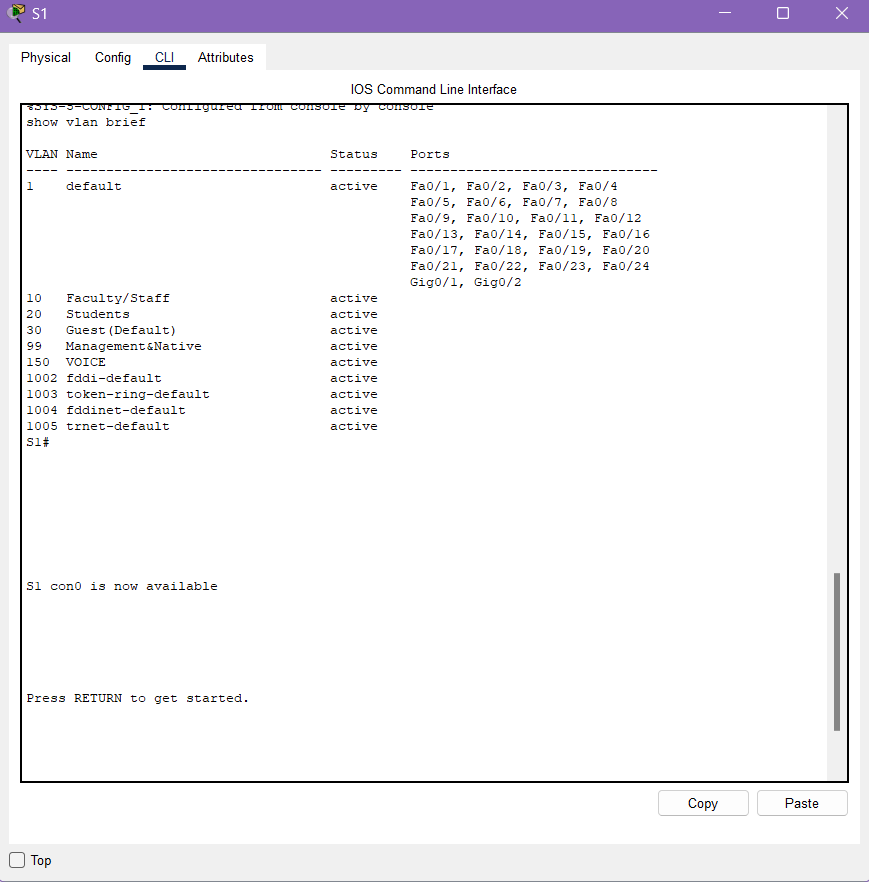 S1
Physical Config CLI Attributes
IOS Command Line Interface
%SYS-5-CONFIG_I: Configured from console by console
show vlan brief
VLAN Name Status Ports
---- -------------------------------- --------- -------------------------------
1 default active Fa0/1, Fa0/2, Fa0/3, Fa0/4
Fa0/5, Fa0/6, Fa0/7, Fa0/8
Fa0/9, Fa0/10, Fa0/11, Fa0/12
Fa0/13, Fa0/14, Fa0/15, Fa0/16
Fa0/17, Fa0/18, Fa0/19, Fa0/20
Fa0/21, Fa0/22, Fa0/23, Fa0/24
Gig0/1, Gig0/2
10 Faculty/Staff active
20 Students active
30 Guest(Default) active
99 Management&Native active
150 VOICE active
1002 fddi-default active
1003 token-ring-default active
1004 fddinet-default active
1005 trnet-default active
S1#
S1 con0 is now available
Press RETURN to get started.
Copy Paste
Top